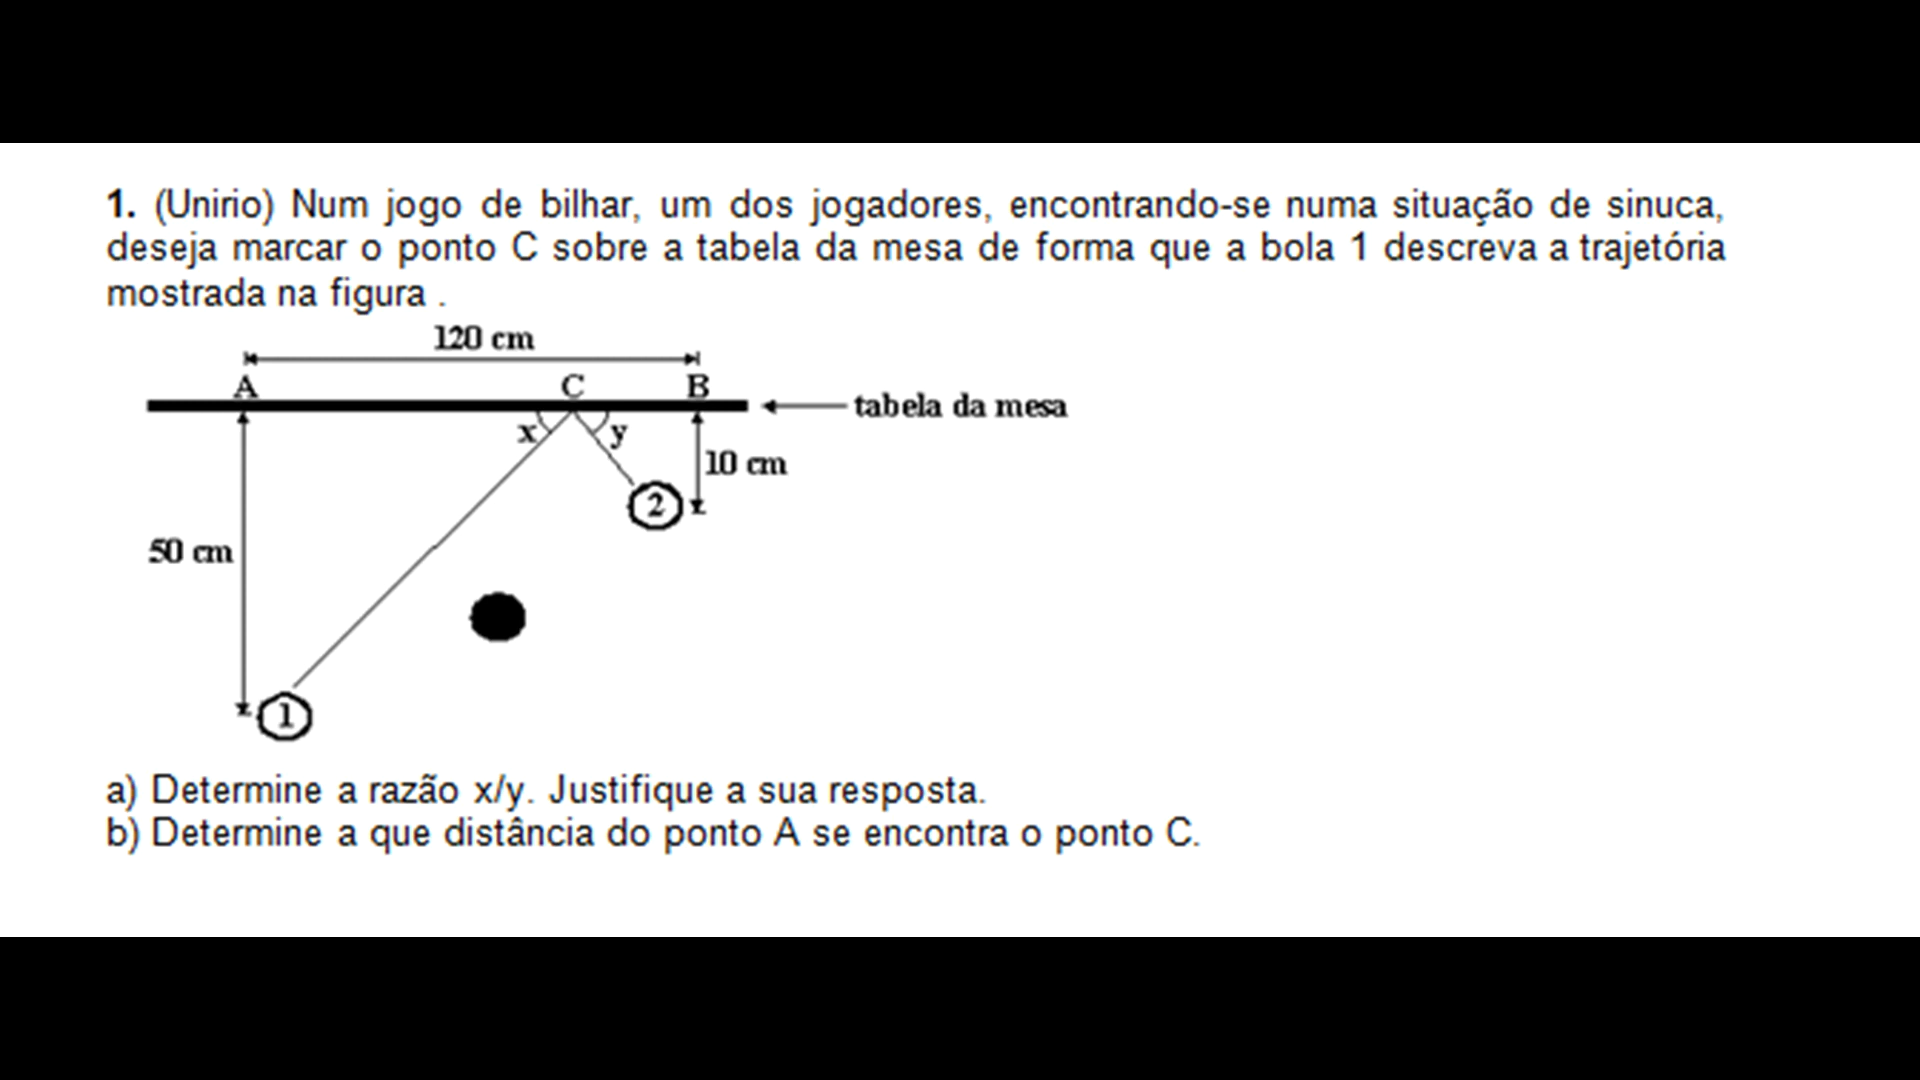 1. (Unirio) Num jogo de bilhar, um dos jogadores, encontrando-se numa situação de sinuca,
deseja marcar o ponto C sobre a tabela da mesa de forma que a bola 1 descreva a trajetória
mostrada na figura .
120 cm
A C B
tabela da mesa
x y
10 cm
2
50 cm
1
a) Determine a razão x/y. Justifique a sua resposta.
b) Determine a que distância do ponto A se encontra o ponto C.